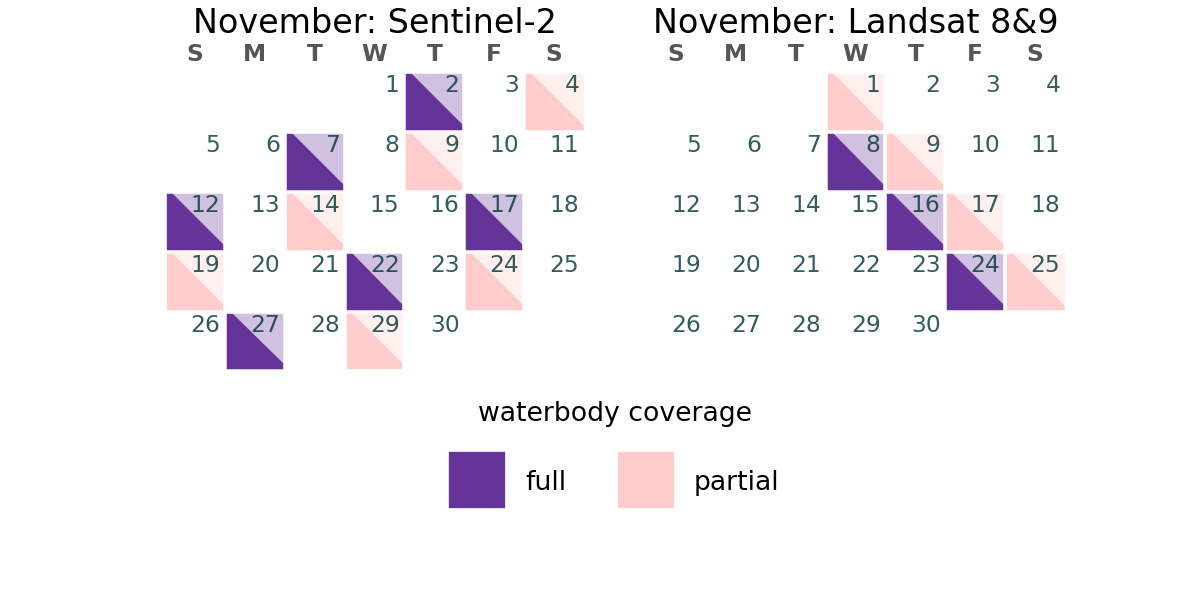 November: Sentinel-2
S M T W T F S
1 2 3 4
5 6 7 8 9 10 11
12 13 14 15 16 17 18
19 20 21 22 23 24 25
26 27 28 29 30
November: Landsat 8&9
S M T W T F S
1 2 3 4
5 6 7 8 9 10 11
12 13 14 15 16 17 18
19 20 21 22 23 24 25
26 27 28 29 30
waterbody coverage
full partial